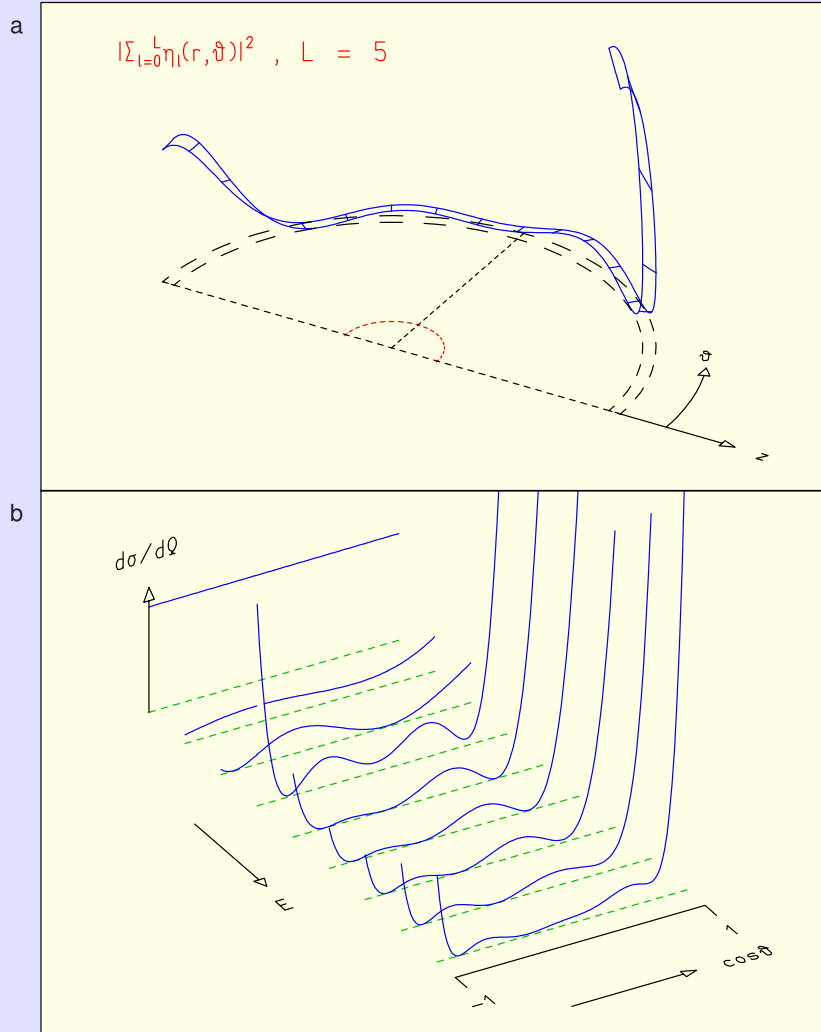 a
|Σ_{l=0}^{L}η_l(r,ϑ)|² , L = 5
ϑ
z
b
dσ/dΩ
E
-1
1
cosϑ